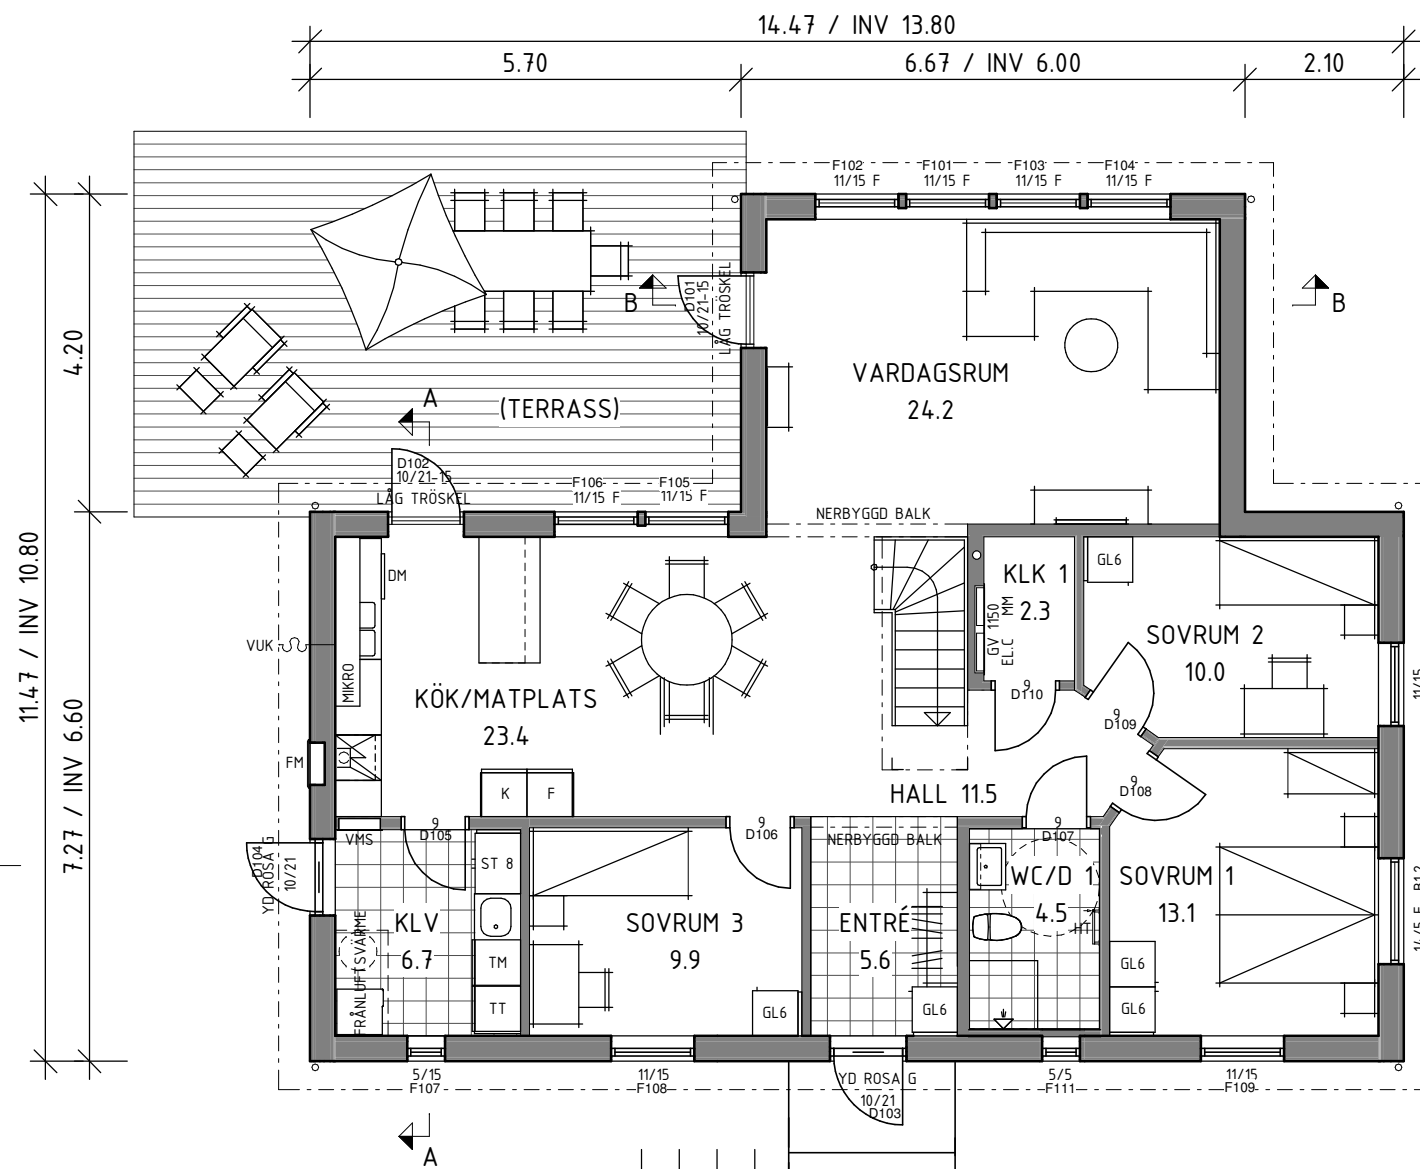 14.47 / INV 13.80
5.70
6.67 / INV 6.00
2.10
F102
11/15 F
F101
11/15 F
F103
11/15 F
F104
11/15 F
D101
10/21-15
LÅG TRÖSKEL
B
B
4.20
VARDAGSRUM
24.2
A
(TERRASS)
D102
10/21-15
LÅG TRÖSKEL
F106
11/15 F
F105
11/15 F
NERBYGGD BALK
11.47 / INV 10.80
7.27 / INV 6.60
DM
VUK
MIKRO
KÖK/MATPLATS
23.4
FM
K
F
KLK 1
2.3
GV 1150
EL.C
MM
GL6
SOVRUM 2
10.0
11/15
9
D110
9
D109
9
D108
HALL 11.5
VMS
9
D105
9
D106
NERBYGGD BALK
9
D107
D104
YD ROSA G
10/21
ST 8
KLV
6.7
FRÅNLUFTSVÄRME
TM
TT
SOVRUM 3
9.9
GL6
ENTRÉ
5.6
GL6
WC/D 1
4.5
HT
SOVRUM 1
13.1
GL6
GL6
5/15
F107
11/15
F108
YD ROSA G
10/21
D103
5/5
F111
11/15
F109
A